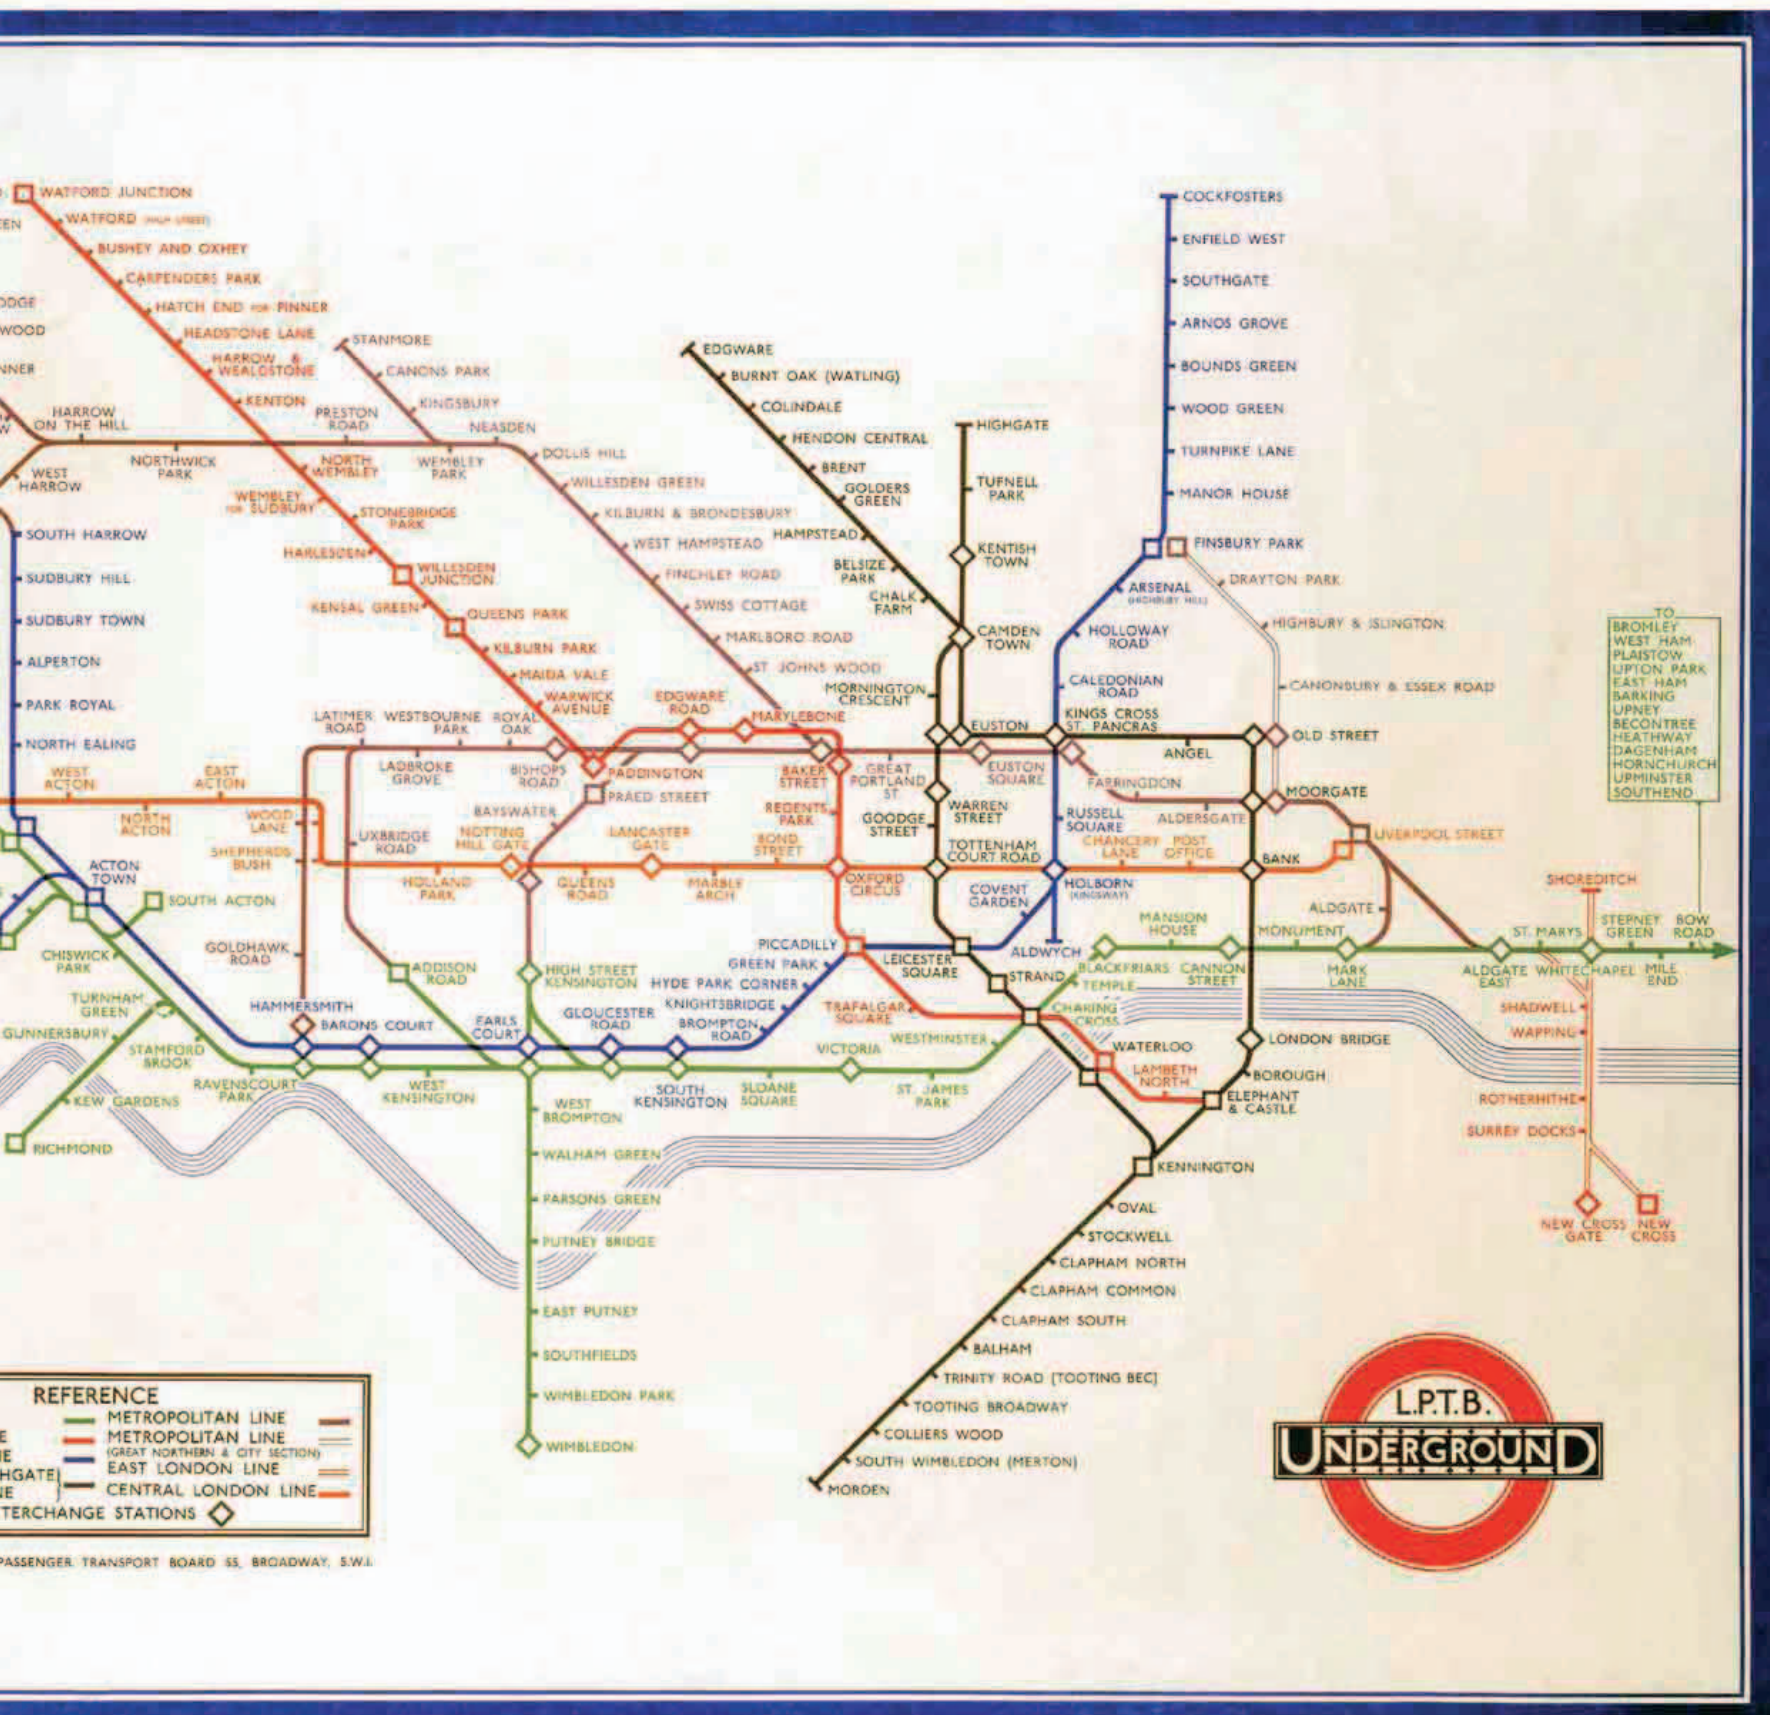 WATFORD JUNCTION
WATFORD (HIGH STREET)
BUSHEY AND OXHEY
CARPENDERS PARK
HATCH END FOR PINNER
HEADSTONE LANE
HARROW &
WEALDSTONE
KENTON
NORTH
WEMBLEY
WEMBLEY
FOR SUDBURY
STONEBRIDGE
PARK
HARLESDEN
WILLESDEN
JUNCTION
KENSAL GREEN
QUEENS PARK
KILBURN PARK
MAIDA VALE
WARWICK
AVENUE
PADDINGTON
EDGWARE
ROAD
MARYLEBONE
BAKER
STREET
REGENTS
PARK
OXFORD
CIRCUS
PICCADILLY
TRAFALGAR
SQUARE
CHARING
CROSS
WATERLOO
LAMBETH
NORTH
ELEPHANT
& CASTLE
STANMORE
CANONS PARK
KINGSBURY
HARROW
ON THE HILL
WEST
HARROW
NORTHWICK
PARK
PRESTON
ROAD
WEMBLEY
PARK
NEASDEN
DOLLIS HILL
WILLESDEN GREEN
KILBURN & BRONDESBURY
WEST HAMPSTEAD
FINCHLEY ROAD
SWISS COTTAGE
MARLBORO ROAD
ST JOHNS WOOD
EDGWARE
BURNT OAK (WATLING)
COLINDALE
HENDON CENTRAL
BRENT
GOLDERS
GREEN
HAMPSTEAD
BELSIZE
PARK
CHALK
FARM
HIGHGATE
TUFNELL
PARK
KENTISH
TOWN
CAMDEN
TOWN
MORNINGTON
CRESCENT
EUSTON
WARREN
STREET
GOODGE
STREET
TOTTENHAM
COURT ROAD
LEICESTER
SQUARE
STRAND
COCKFOSTERS
ENFIELD WEST
SOUTHGATE
ARNOS GROVE
BOUNDS GREEN
WOOD GREEN
TURNPIKE LANE
MANOR HOUSE
FINSBURY PARK
ARSENAL
(HIGHBURY HILL)
HOLLOWAY
ROAD
CALEDONIAN
ROAD
KINGS CROSS
ST. PANCRAS
RUSSELL
SQUARE
HOLBORN
(KINGSWAY)
COVENT
GARDEN
ALDWYCH
DRAYTON PARK
HIGHBURY & ISLINGTON
CANONBURY & ESSEX ROAD
OLD STREET
ANGEL
MOORGATE
LATIMER
ROAD
WESTBOURNE
PARK
ROYAL
OAK
LADBROKE
GROVE
BISHOPS
ROAD
PRAED STREET
BAYSWATER
UXBRIDGE
ROAD
GREAT
PORTLAND
ST
EUSTON
SQUARE
FARRINGDON
ALDERSGATE
LIVERPOOL STREET
ALDGATE
WEST
ACTON
EAST
ACTON
NORTH
ACTON
WOOD
LANE
SHEPHERDS
BUSH
HOLLAND
PARK
NOTTING
HILL GATE
QUEENS
ROAD
LANCASTER
GATE
MARBLE
ARCH
BOND
STREET
CHANCERY
LANE
POST
OFFICE
BANK
SOUTH HARROW
SUDBURY HILL
SUDBURY TOWN
ALPERTON
PARK ROYAL
NORTH EALING
ACTON
TOWN
SOUTH ACTON
CHISWICK
PARK
TURNHAM
GREEN
GUNNERSBURY
KEW GARDENS
RICHMOND
STAMFORD
BROOK
RAVENSCOURT
PARK
GOLDHAWK
ROAD
HAMMERSMITH
BARONS COURT
WEST
KENSINGTON
ADDISON
ROAD
HIGH STREET
KENSINGTON
EARLS
COURT
GLOUCESTER
ROAD
SOUTH
KENSINGTON
BROMPTON
ROAD
KNIGHTSBRIDGE
HYDE PARK CORNER
GREEN PARK
SLOANE
SQUARE
VICTORIA
ST. JAMES
PARK
WESTMINSTER
TEMPLE
BLACKFRIARS
MANSION
HOUSE
CANNON
STREET
MONUMENT
MARK
LANE
ALDGATE
EAST
ST. MARYS
WHITECHAPEL
STEPNEY
GREEN
MILE
END
BOW
ROAD
TO
BROMLEY
WEST HAM
PLAISTOW
UPTON PARK
EAST HAM
BARKING
UPNEY
BECONTREE
HEATHWAY
DAGENHAM
HORNCHURCH
UPMINSTER
SOUTHEND
SHOREDITCH
SHADWELL
WAPPING
ROTHERHITHE
SURREY DOCKS
NEW CROSS
GATE
NEW
CROSS
WEST
BROMPTON
WALHAM GREEN
PARSONS GREEN
PUTNEY BRIDGE
EAST PUTNEY
SOUTHFIELDS
WIMBLEDON PARK
WIMBLEDON
LONDON BRIDGE
BOROUGH
KENNINGTON
OVAL
STOCKWELL
CLAPHAM NORTH
CLAPHAM COMMON
CLAPHAM SOUTH
BALHAM
TRINITY ROAD (TOOTING BEC)
TOOTING BROADWAY
COLLIERS WOOD
SOUTH WIMBLEDON (MERTON)
MORDEN
REFERENCE
METROPOLITAN LINE
METROPOLITAN LINE
(GREAT NORTHERN & CITY SECTION)
EAST LONDON LINE
CENTRAL LONDON LINE
TERCHANGE STATIONS
PASSENGER TRANSPORT BOARD 55, BROADWAY, S.W.1.
L.P.T.B.
UNDERGROUND